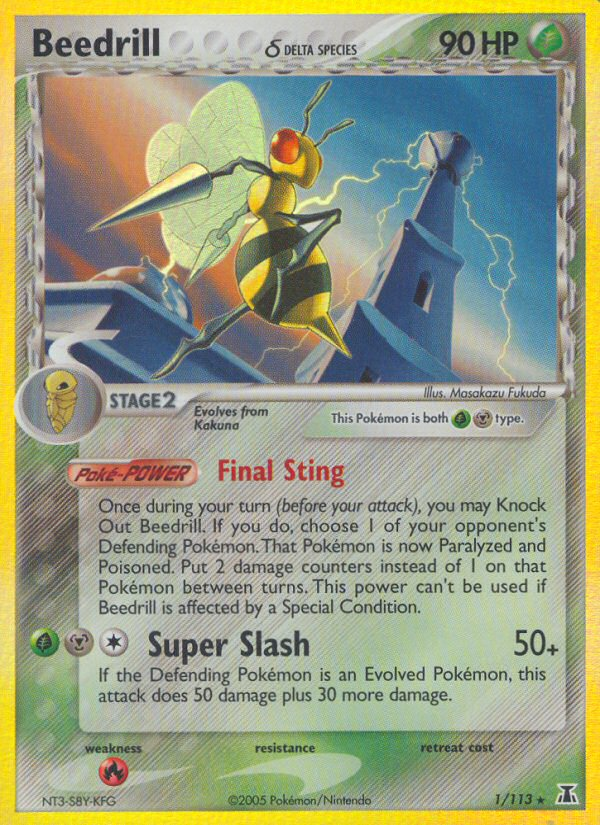 Beedrill δ DELTA SPECIES 90 HP
Illus. Masakazu Fukuda
STAGE 2 Evolves from
Kakuna
This Pokémon is both type.
Poké-POWER Final Sting
Once during your turn (before your attack), you may Knock
Out Beedrill. If you do, choose 1 of your opponent's
Defending Pokémon. That Pokémon is now Paralyzed and
Poisoned. Put 2 damage counters instead of 1 on that
Pokémon between turns. This power can't be used if
Beedrill is affected by a Special Condition.
Super Slash 50+
If the Defending Pokémon is an Evolved Pokémon, this
attack does 50 damage plus 30 more damage.
weakness resistance retreat cost
NT3-S8Y-KFG ©2005 Pokémon/Nintendo 1/113 ★